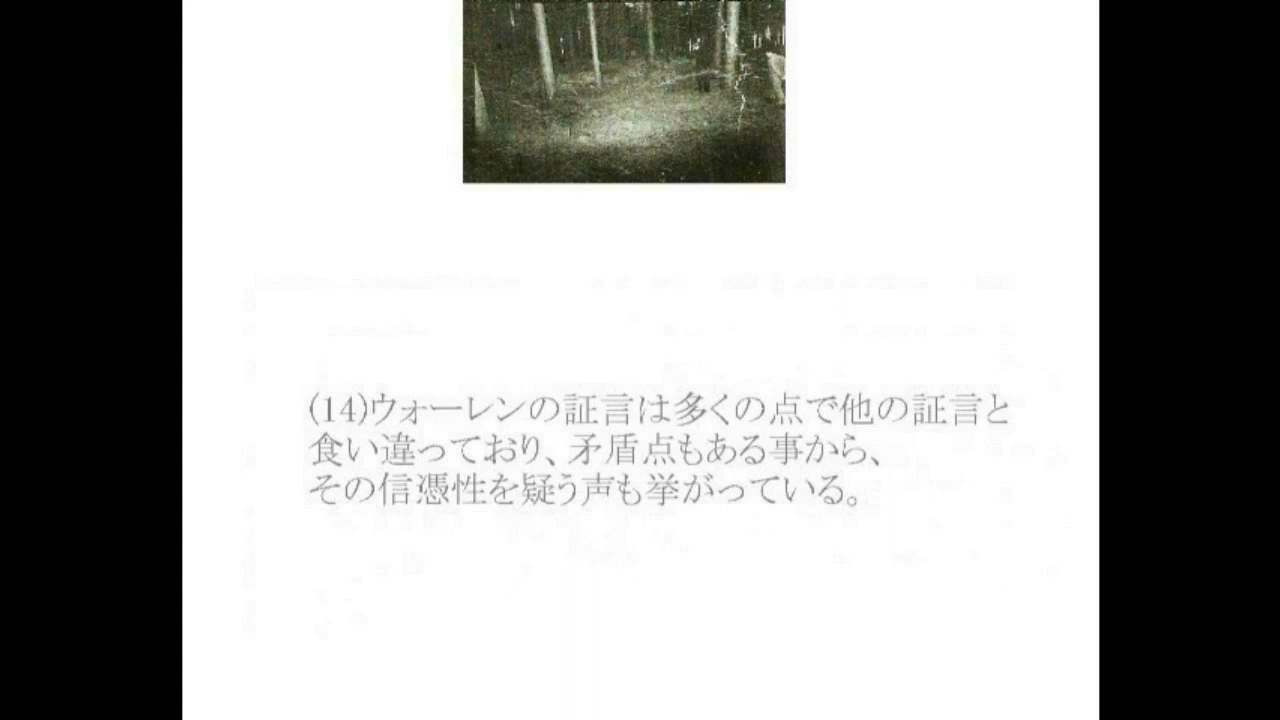 (14)ウォーレンの証言は多くの点で他の証言と
食い違っており、矛盾点もある事から、
その信憑性を疑う声も挙がっている。